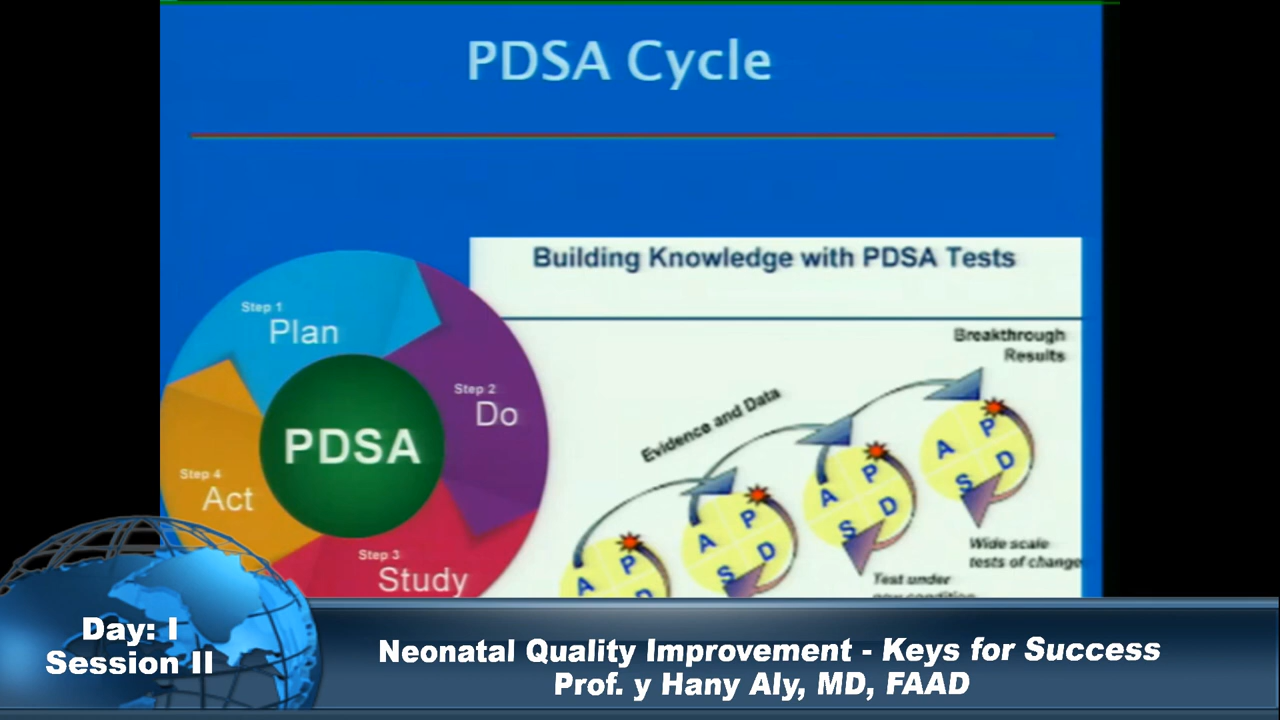 PDSA Cycle
Building Knowledge with PDSA Tests
Step 1
Plan
Step 2
Do
PDSA
Step 4
Act
Step 3
Study
Breakthrough
Results
Evidence and Data
A P D
A P D S
A P D S
A P D S
Wide scale
tests of change
Test under
Day: I
Session II
Neonatal Quality Improvement - Keys for Success
Prof. y Hany Aly, MD, FAAD